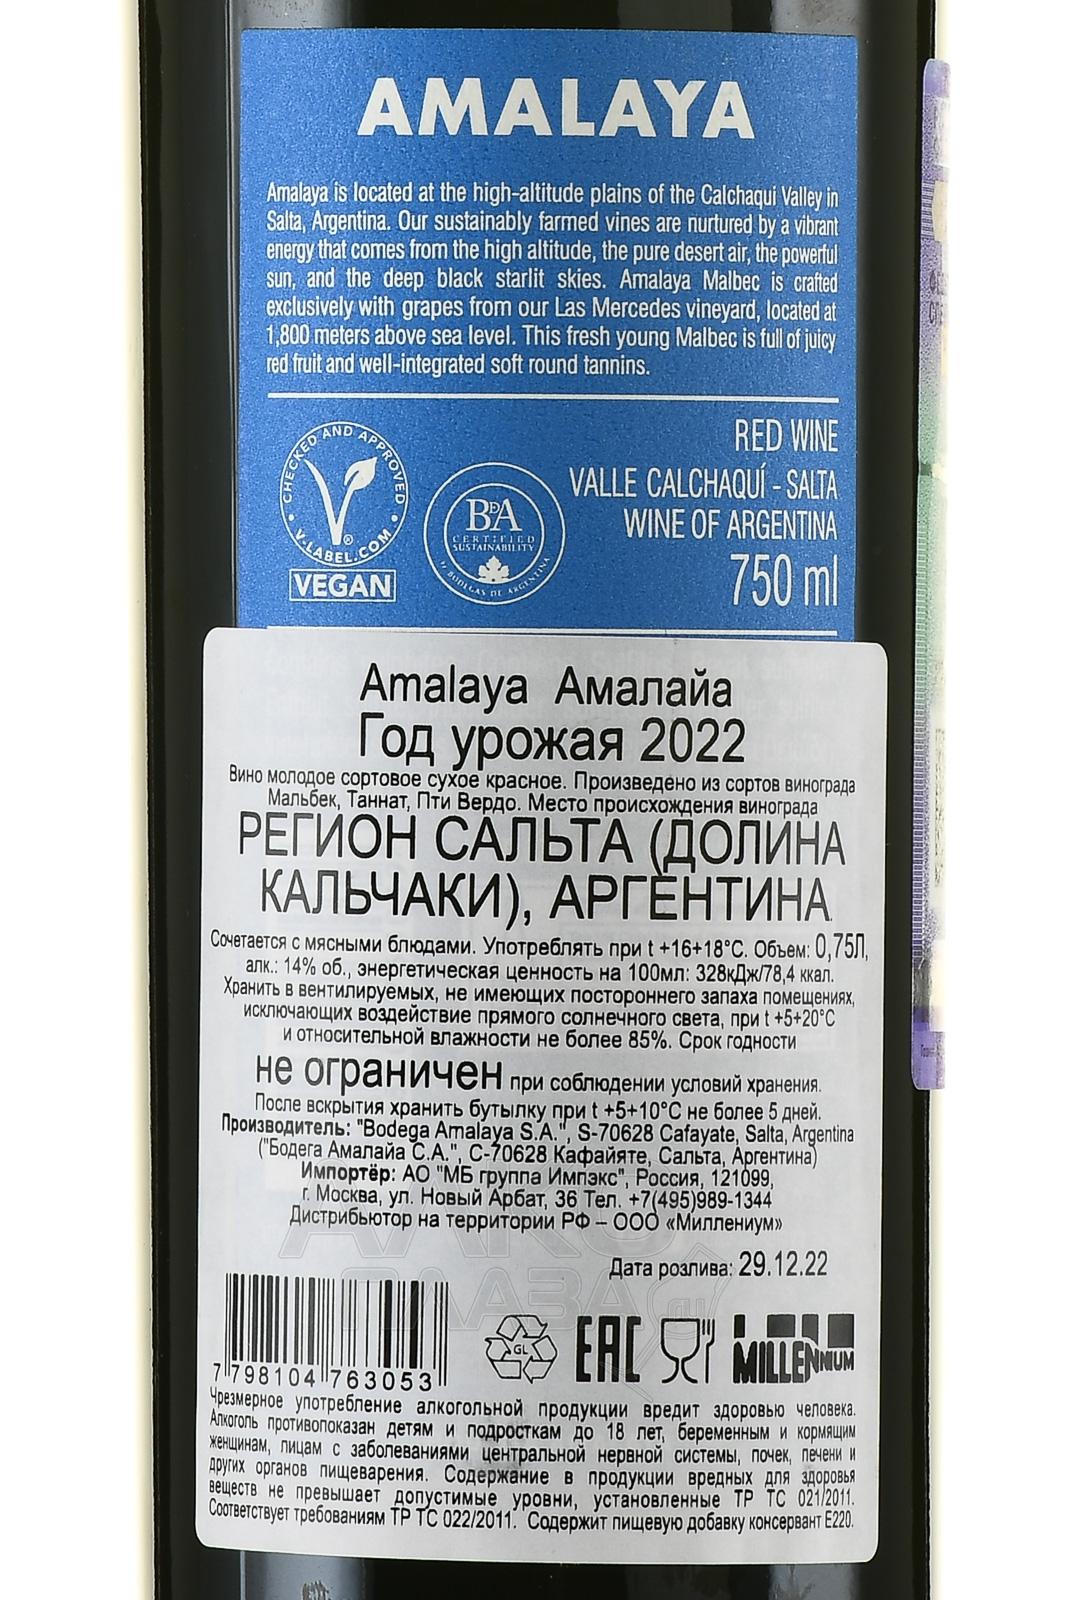 AMALAYA
Amalaya is located at the high-altitude plains of the Calchaqui Valley in
Salta, Argentina. Our sustainably farmed vines are nurtured by a vibrant
energy that comes from the high altitude, the pure desert air, the powerful
sun, and the deep black starlit skies. Amalaya Malbec is crafted
exclusively with grapes from our Las Mercedes vineyard, located at
1,800 meters above sea level. This fresh young Malbec is full of juicy
red fruit and well-integrated soft round tannins.
CHECKED AND APPROVED
V-LABEL.COM
VEGAN
BdA
CERTIFIED
SUSTAINABILITY
BODEGAS DE ARGENTINA
RED WINE
VALLE CALCHAQUÍ - SALTA
WINE OF ARGENTINA
750 ml
Amalaya Амалайа
Год урожая 2022
Вино молодое сортовое сухое красное. Произведено из сортов винограда
Мальбек, Таннат, Пти Вердо. Место происхождения винограда
РЕГИОН САЛЬТА (ДОЛИНА
КАЛЬЧАКИ), АРГЕНТИНА
Сочетается с мясными блюдами. Употреблять при t +16+18°C. Объем: 0,75Л,
алк.: 14% об., энергетическая ценность на 100мл: 328кДж/78,4 ккал.
Хранить в вентилируемых, не имеющих постороннего запаха помещениях,
исключающих воздействие прямого солнечного света, при t +5+20°C
и относительной влажности не более 85%. Срок годности
не ограничен при соблюдении условий хранения.
После вскрытия хранить бутылку при t +5+10°C не более 5 дней.
Производитель: "Bodega Amalaya S.A.", S-70628 Cafayate, Salta, Argentina
("Бодега Амалайа С.А.", С-70628 Кафайяте, Сальта, Аргентина)
Импортёр: АО "МБ группа Импэкс", Россия, 121099,
г. Москва, ул. Новый Арбат, 36 Тел. +7(495)989-1344
Дистрибьютор на территории РФ – ООО «Миллениум»
Дата розлива: 29.12.22
АЛКО
ПЛАЗА
.ru
7 798104 763053
GL
EAC
MILLENNIUM
Чрезмерное употребление алкогольной продукции вредит здоровью человека.
Алкоголь противопоказан детям и подросткам до 18 лет, беременным и кормящим
женщинам, лицам с заболеваниями центральной нервной системы, почек, печени и
других органов пищеварения. Содержание в продукции вредных для здоровья
веществ не превышает допустимые уровни, установленные ТР ТС 021/2011.
Соответствует требованиям ТР ТС 022/2011. Содержит пищевую добавку консервант Е220.